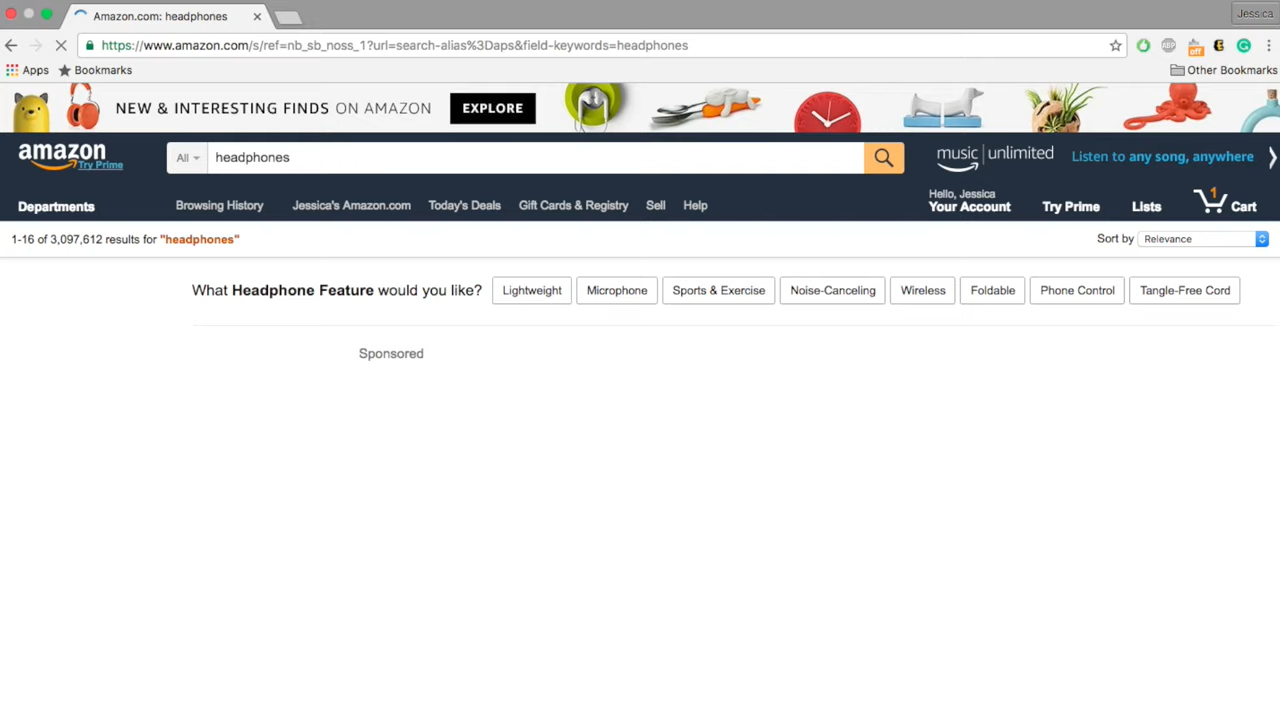 Amazon.com: headphones
Jessica
https://www.amazon.com/s/ref=nb_sb_noss_1?url=search-alias%3Daps&field-keywords=headphones
ABP
off
Apps
Bookmarks
Other Bookmarks
NEW & INTERESTING FINDS ON AMAZON
EXPLORE
amazon
Try Prime
All
headphones
music unlimited
Listen to any song, anywhere
Departments
Browsing History
Jessica's Amazon.com
Today's Deals
Gift Cards & Registry
Sell
Help
Hello, Jessica
Your Account
Try Prime
Lists
1
Cart
1-16 of 3,097,612 results for "headphones"
Sort by
Relevance
What Headphone Feature would you like?
Lightweight
Microphone
Sports & Exercise
Noise-Canceling
Wireless
Foldable
Phone Control
Tangle-Free Cord
Sponsored